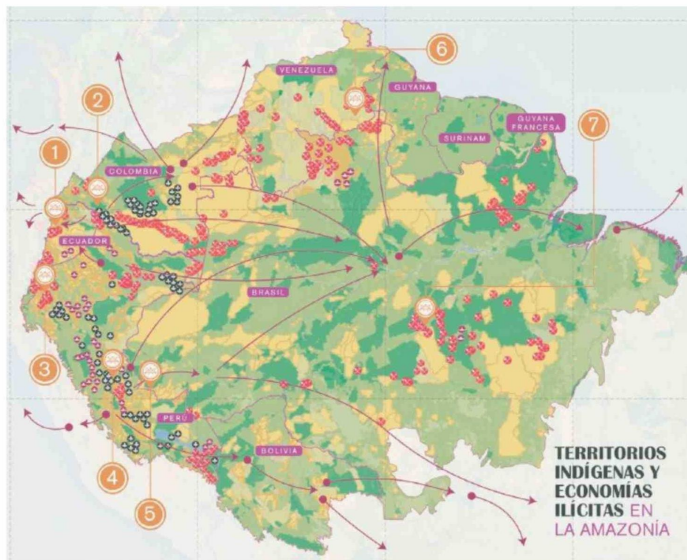 6
VENEZUELA
GUYANA
2
GUYANA
FRANCESA
7
SURINAM
1
COLOMBIA
ECUADOR
BRASIL
3
PERÚ
BOLIVIA
4
5
TERRITORIOS
INDÍGENAS Y
ECONOMÍAS
ILÍCITAS EN
LA AMAZONÍA